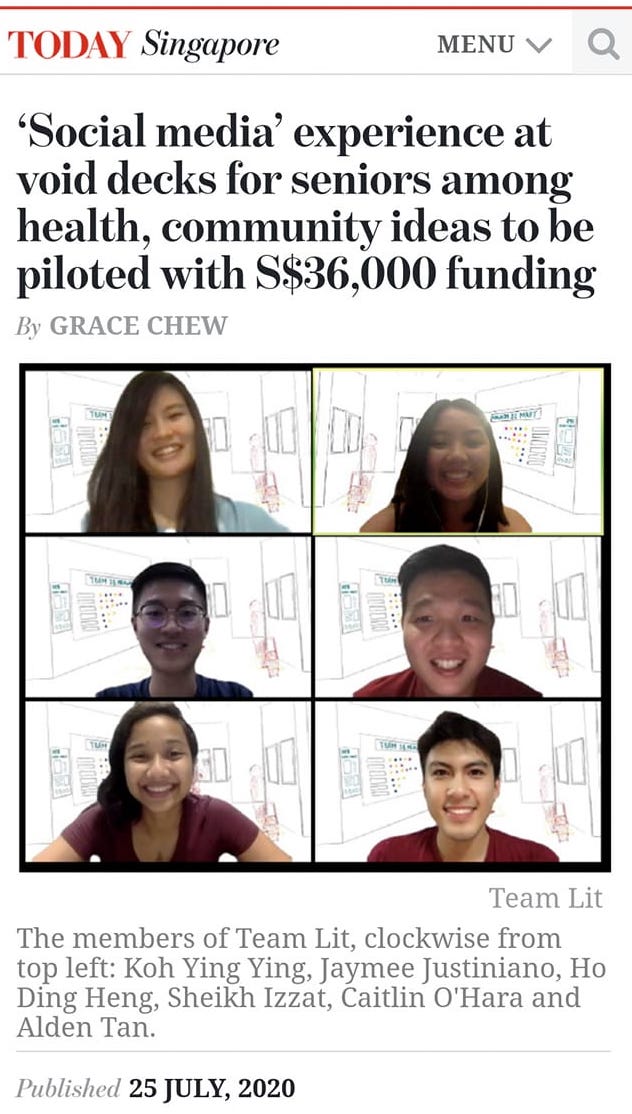 TODAY Singapore MENU
‘Social media’ experience at
void decks for seniors among
health, community ideas to be
piloted with S$36,000 funding
By GRACE CHEW
Team Lit
The members of Team Lit, clockwise from
top left: Koh Ying Ying, Jaymee Justiniano, Ho
Ding Heng, Sheikh Izzat, Caitlin O'Hara and
Alden Tan.
Published 25 JULY, 2020